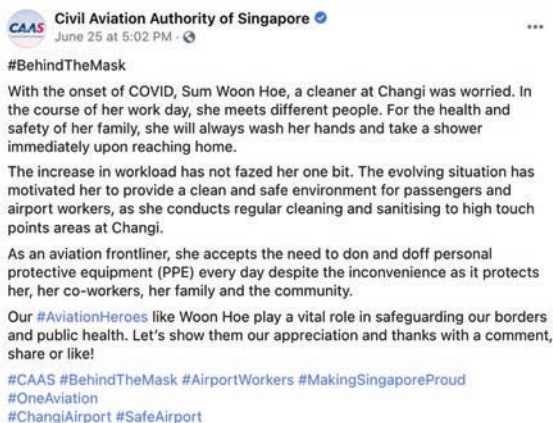 CAAS
Civil Aviation Authority of Singapore
June 25 at 5:02 PM ·
#BehindTheMask
With the onset of COVID, Sum Woon Hoe, a cleaner at Changi was worried. In
the course of her work day, she meets different people. For the health and
safety of her family, she will always wash her hands and take a shower
immediately upon reaching home.
The increase in workload has not fazed her one bit. The evolving situation has
motivated her to provide a clean and safe environment for passengers and
airport workers, as she conducts regular cleaning and sanitising to high touch
points areas at Changi.
As an aviation frontliner, she accepts the need to don and doff personal
protective equipment (PPE) every day despite the inconvenience as it protects
her, her co-workers, her family and the community.
Our #AviationHeroes like Woon Hoe play a vital role in safeguarding our borders
and public health. Let's show them our appreciation and thanks with a comment,
share or like!
#CAAS #BehindTheMask #AirportWorkers #MakingSingaporeProud
#OneAviation
#ChangiAirport #SafeAirport